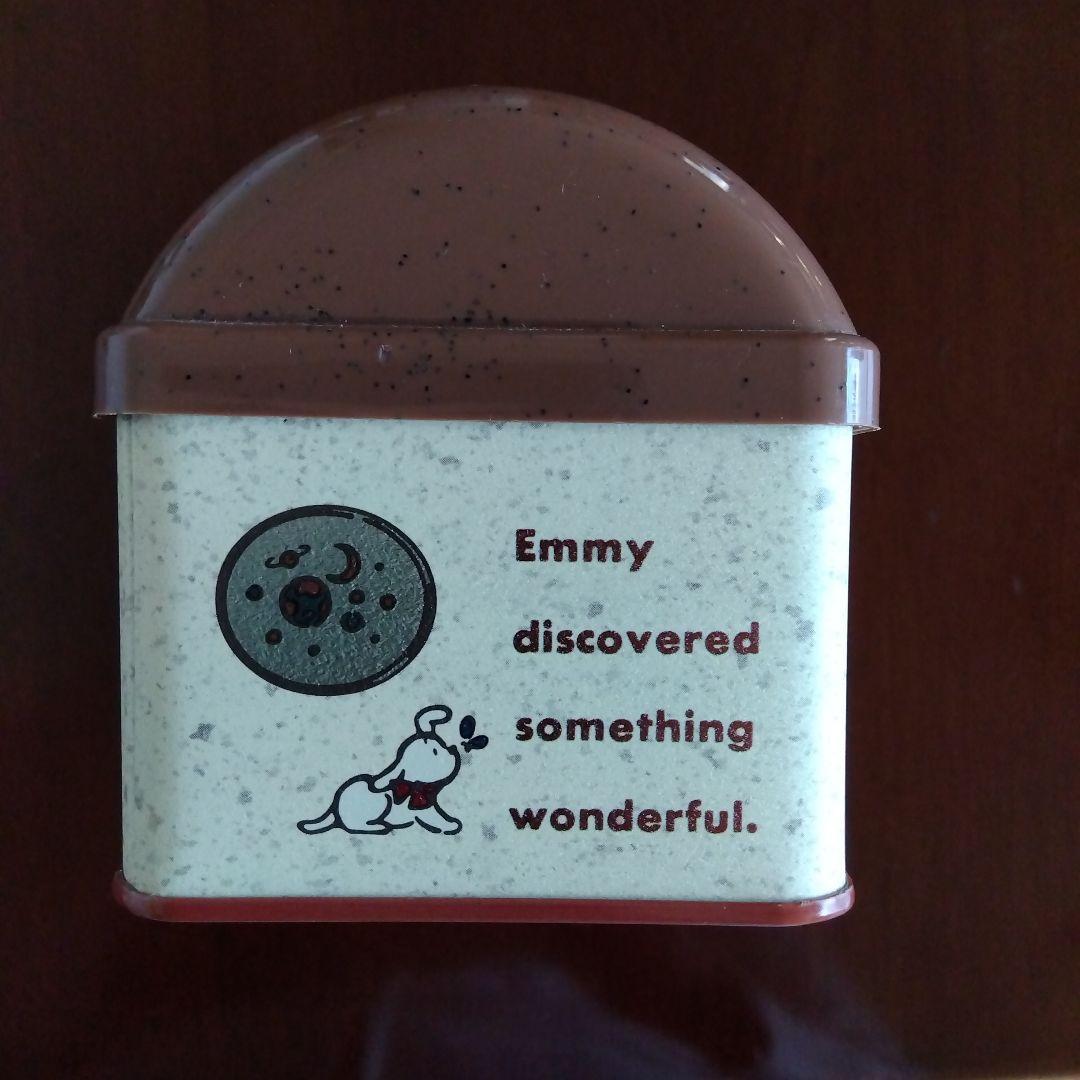 Emmy
discovered
something
wonderful.